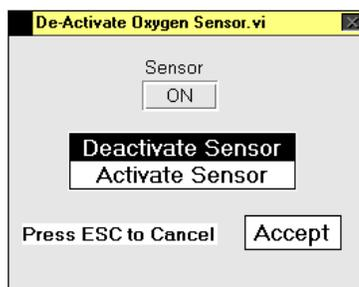 De-Activate Oxygen Sensor.vi
Sensor
ON
Deactivate Sensor
Activate Sensor
Press ESC to Cancel
Accept